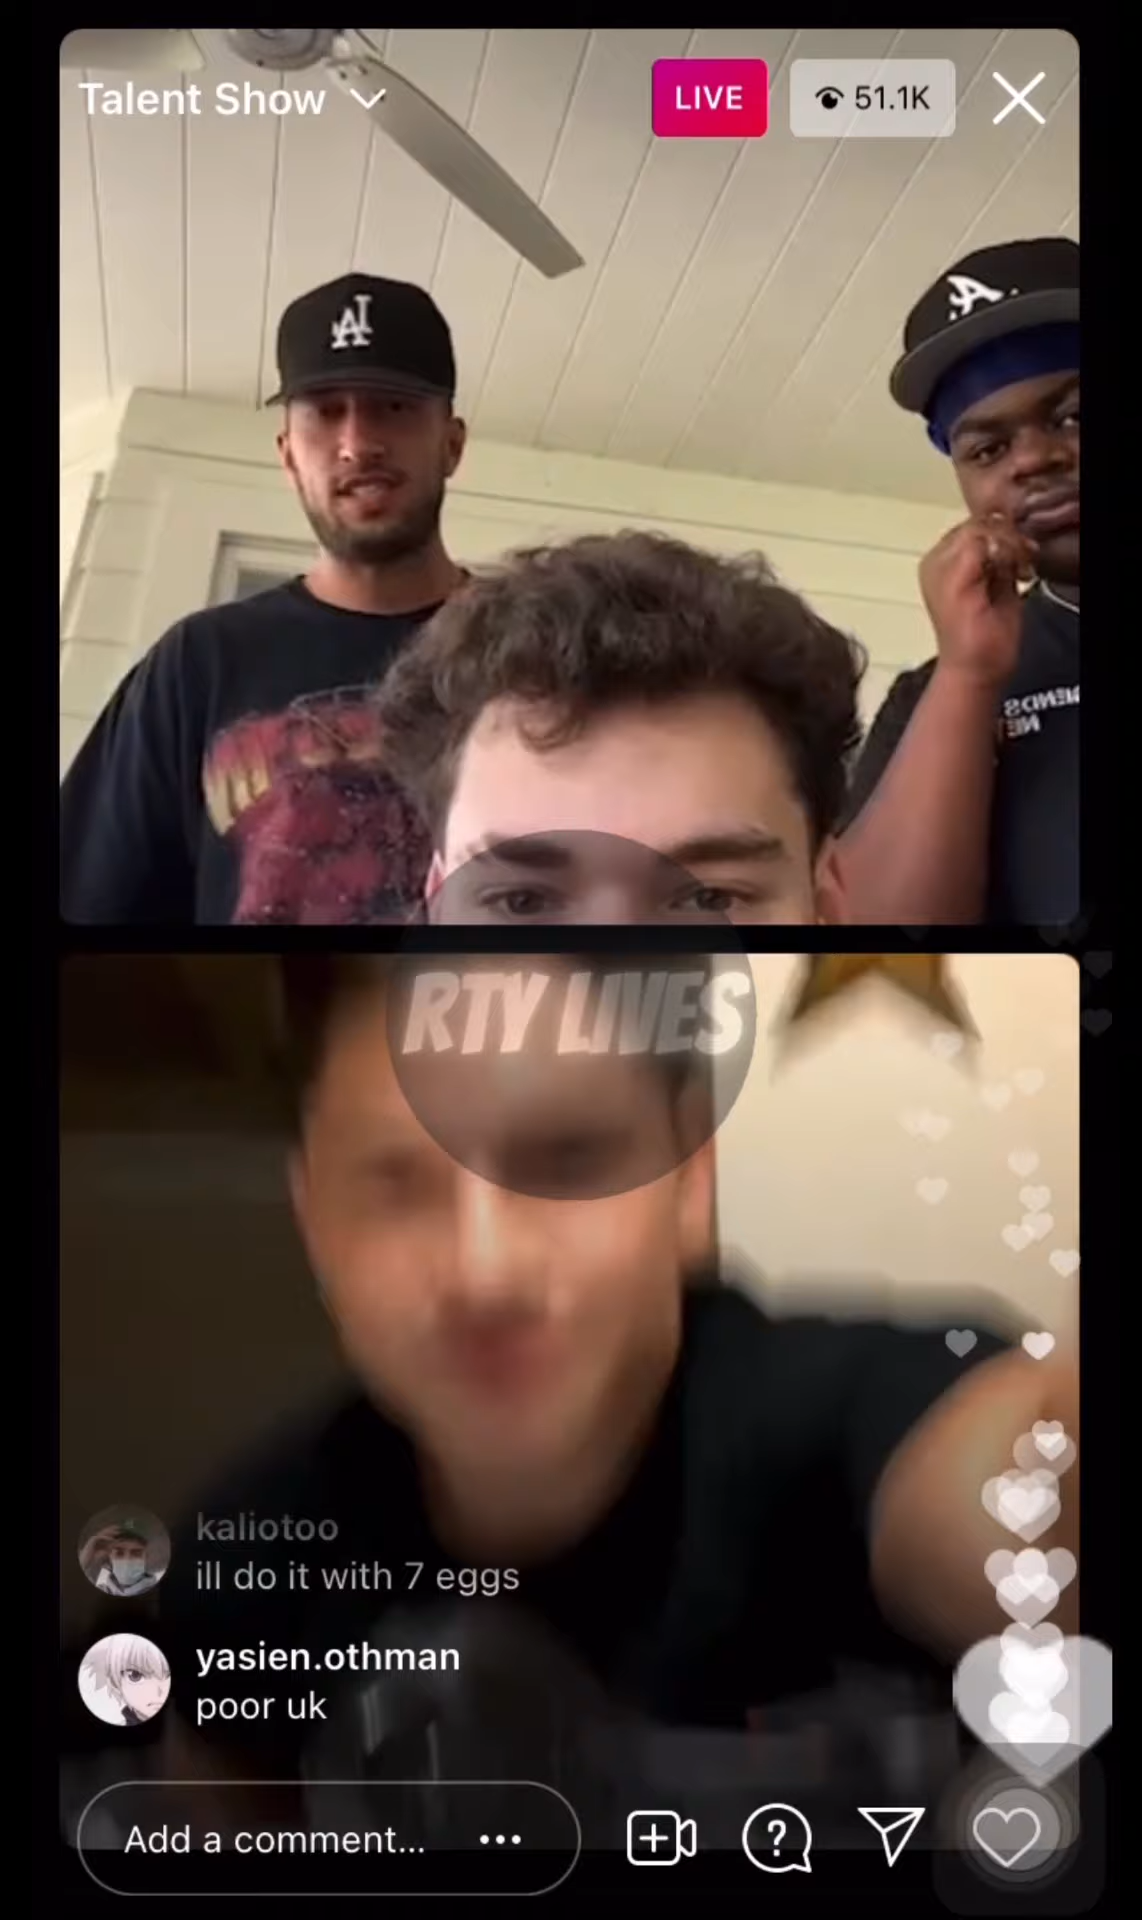 Talent Show
LIVE
51.1K
RTY LIVES
kaliotoo
ill do it with 7 eggs
yasien.othman
poor uk
Add a comment...